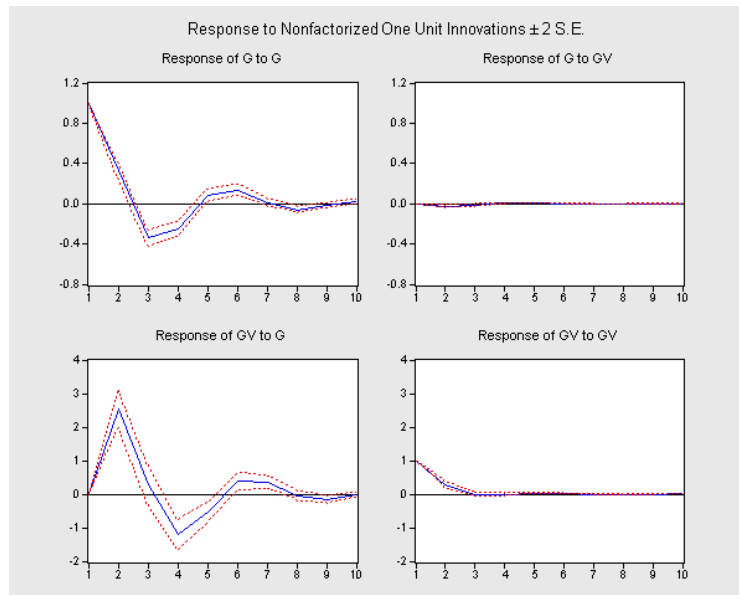 Response to Nonfactorized One Unit Innovations ± 2 S.E.
Response of G to G
1.2
0.8
0.4
0.0
-0.4
-0.8
1 2 3 4 5 6 7 8 9 10
Response of G to GV
1.2
0.8
0.4
0.0
-0.4
-0.8
1 2 3 4 5 6 7 8 9 10
Response of GV to G
4
3
2
1
0
-1
-2
1 2 3 4 5 6 7 8 9 10
Response of GV to GV
4
3
2
1
0
-1
-2
1 2 3 4 5 6 7 8 9 10